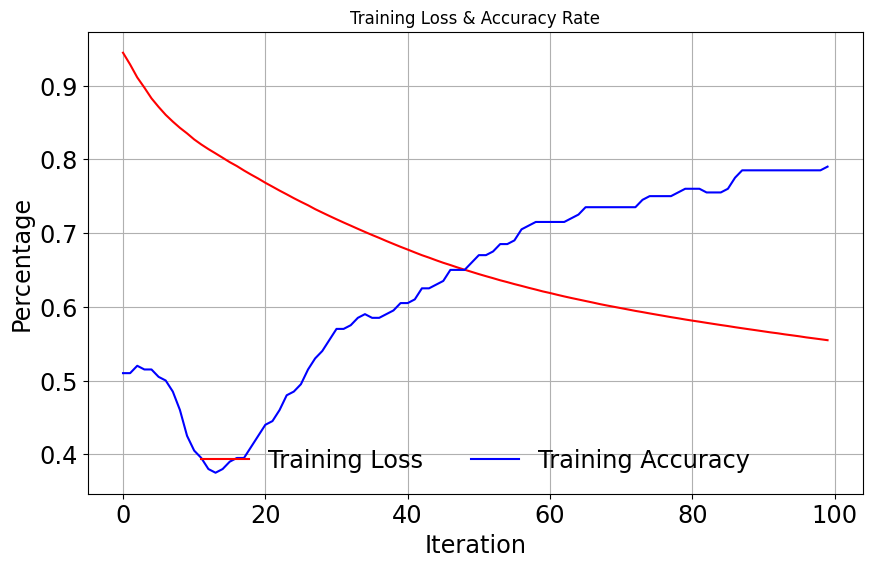 Training Loss & Accuracy Rate
Percentage
0.9
0.8
0.7
0.6
0.5
0.4
Training Loss Training Accuracy
0 20 40 60 80 100
Iteration